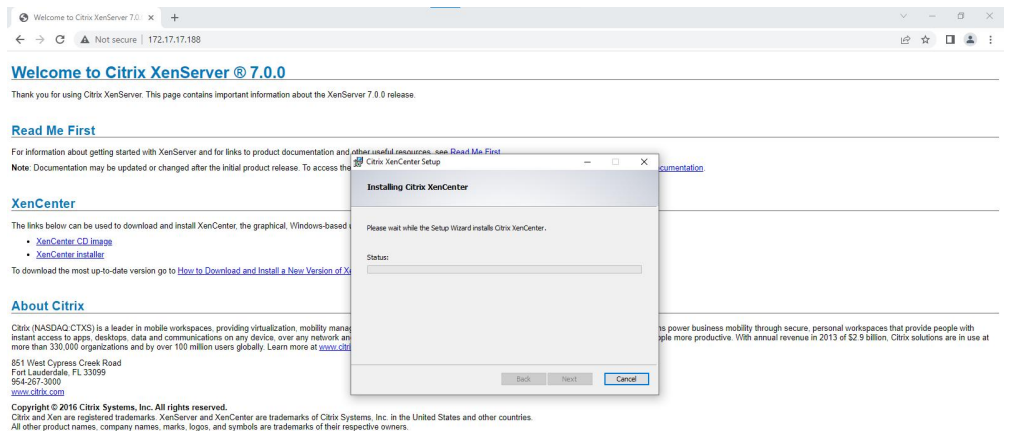 Welcome to Citrix XenServer 7.0.
Not secure | 172.17.17.188
Welcome to Citrix XenServer ® 7.0.0
Thank you for using Citrix XenServer. This page contains important information about the XenServer 7.0.0 release.
Read Me First
For information about getting started with XenServer and for links to product documentation and other useful resources, see Read Me First.
Note: Documentation may be updated or changed after the initial product release. To access the
cumentation.
XenCenter
The links below can be used to download and install XenCenter, the graphical, Windows-based u
• XenCenter CD image
• XenCenter installer
To download the most up-to-date version go to How to Download and Install a New Version of Xe
Citrix XenCenter Setup
Installing Citrix XenCenter
Please wait while the Setup Wizard installs Citrix XenCenter.
Status:
Back Next Cancel
About Citrix
Citrix (NASDAQ:CTXS) is a leader in mobile workspaces, providing virtualization, mobility manag
ns power business mobility through secure, personal workspaces that provide people with
instant access to apps, desktops, data and communications on any device, over any network an
ople more productive. With annual revenue in 2013 of $2.9 billion, Citrix solutions are in use at
more than 330,000 organizations and by over 100 million users globally. Learn more at www.citri
851 West Cypress Creek Road
Fort Lauderdale, FL 33099
954-267-3000
www.citrix.com
Copyright © 2016 Citrix Systems, Inc. All rights reserved.
Citrix and Xen are registered trademarks. XenServer and XenCenter are trademarks of Citrix Systems, Inc. in the United States and other countries.
All other product names, company names, marks, logos, and symbols are trademarks of their respective owners.